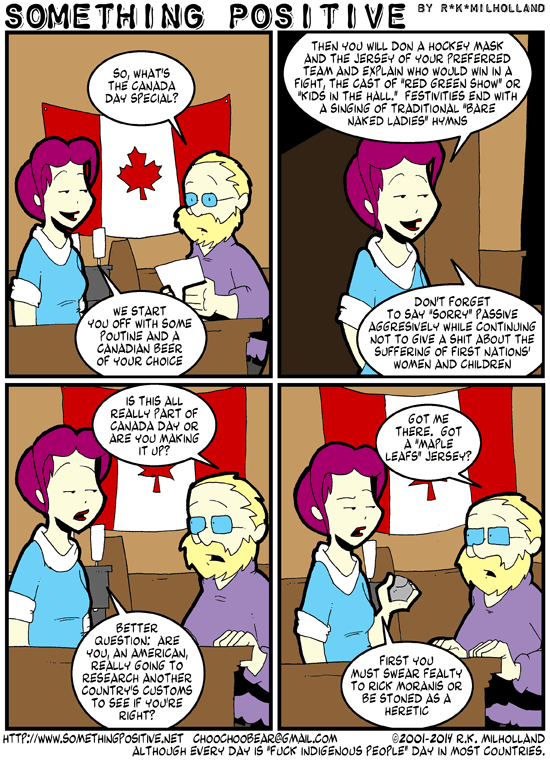 SOMETHING POSITIVE BY R*K*MILHOLLAND
SO, WHAT'S
THE CANADA
DAY SPECIAL?
WE START
YOU OFF WITH SOME
POUTINE AND A
CANADIAN BEER
OF YOUR CHOICE
THEN YOU WILL DON A HOCKEY MASK
AND THE JERSEY OF YOUR PREFERRED
TEAM AND EXPLAIN WHO WOULD WIN IN A
FIGHT, THE CAST OF "RED GREEN SHOW" OR
"KIDS IN THE HALL." FESTIVITIES END WITH
A SINGING OF TRADITIONAL "BARE
NAKED LADIES" HYMNS
DON'T FORGET
TO SAY "SORRY" PASSIVE
AGGRESIVELY WHILE CONTINUING
NOT TO GIVE A SHIT ABOUT THE
SUFFERING OF FIRST NATIONS'
WOMEN AND CHILDREN
IS THIS ALL
REALLY PART OF
CANADA DAY OR
ARE YOU MAKING
IT UP?
BETTER
QUESTION: ARE
YOU, AN AMERICAN,
REALLY GOING TO
RESEARCH ANOTHER
COUNTRY'S CUSTOMS
TO SEE IF YOU'RE
RIGHT?
GOT ME
THERE. GOT
A "MAPLE
LEAFS" JERSEY?
FIRST YOU
MUST SWEAR FEALTY
TO RICK MORANIS OR
BE STONED AS A
HERETIC
HTTP://WWW.SOMETHINGPOSITIVE.NET CHOOCHOOBEAR@GMAIL.COM ©2001-2014 R.K. MILHOLLAND
ALTHOUGH EVERY DAY IS "FUCK INDIGENOUS PEOPLE" DAY IN MOST COUNTRIES.